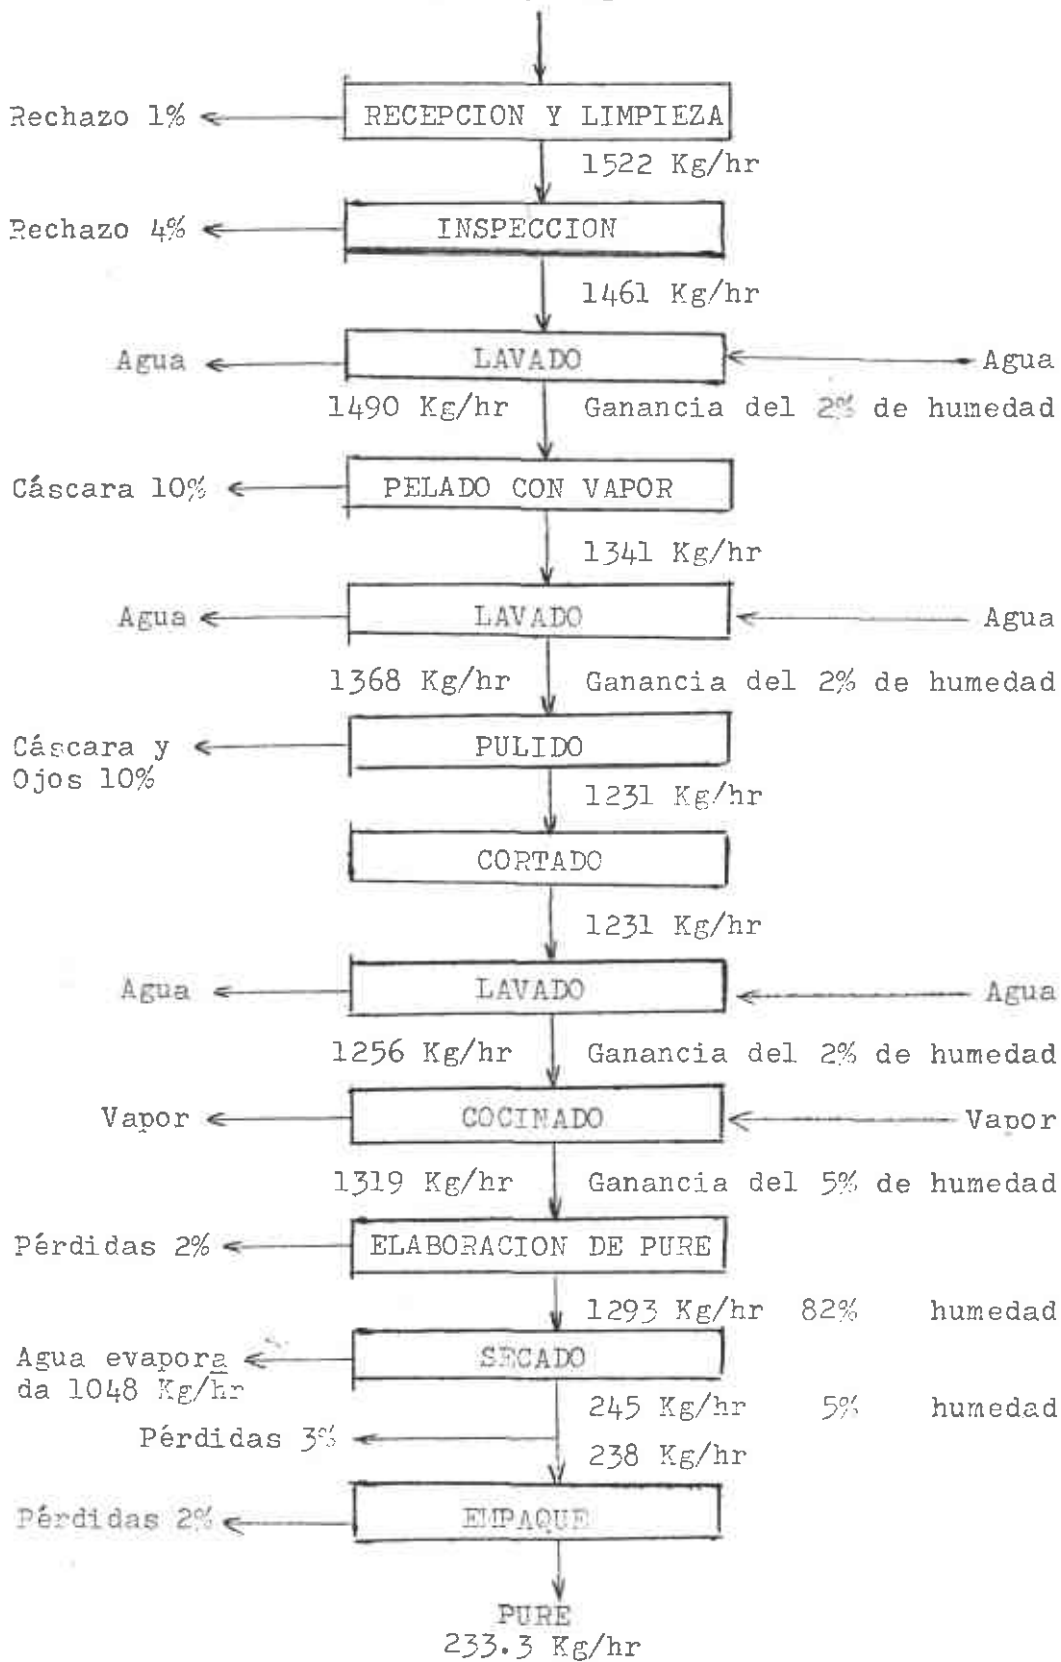 RECEPCION Y LIMPIEZA
Rechazo 1%
1522 Kg/hr
Rechazo 4%
INSPECCION
1461 Kg/hr
Agua
LAVADO
Agua
1490 Kg/hr
Ganancia del 2% de humedad
Cáscara 10%
PELADO CON VAPOR
1341 Kg/hr
Agua
LAVADO
Agua
1368 Kg/hr
Ganancia del 2% de humedad
Cáscara y
Ojos 10%
PULIDO
1231 Kg/hr
CORTADO
1231 Kg/hr
Agua
LAVADO
Agua
1256 Kg/hr
Ganancia del 2% de humedad
Vapor
COCINADO
Vapor
1319 Kg/hr
Ganancia del 5% de humedad
Pérdidas 2%
ELABORACION DE PURE
1293 Kg/hr 82% humedad
Agua evapora
da 1048 Kg/hr
SECADO
245 Kg/hr 5% humedad
Pérdidas 3%
238 Kg/hr
Pérdidas 2%
EMPAQUE
PURE
233.3 Kg/hr